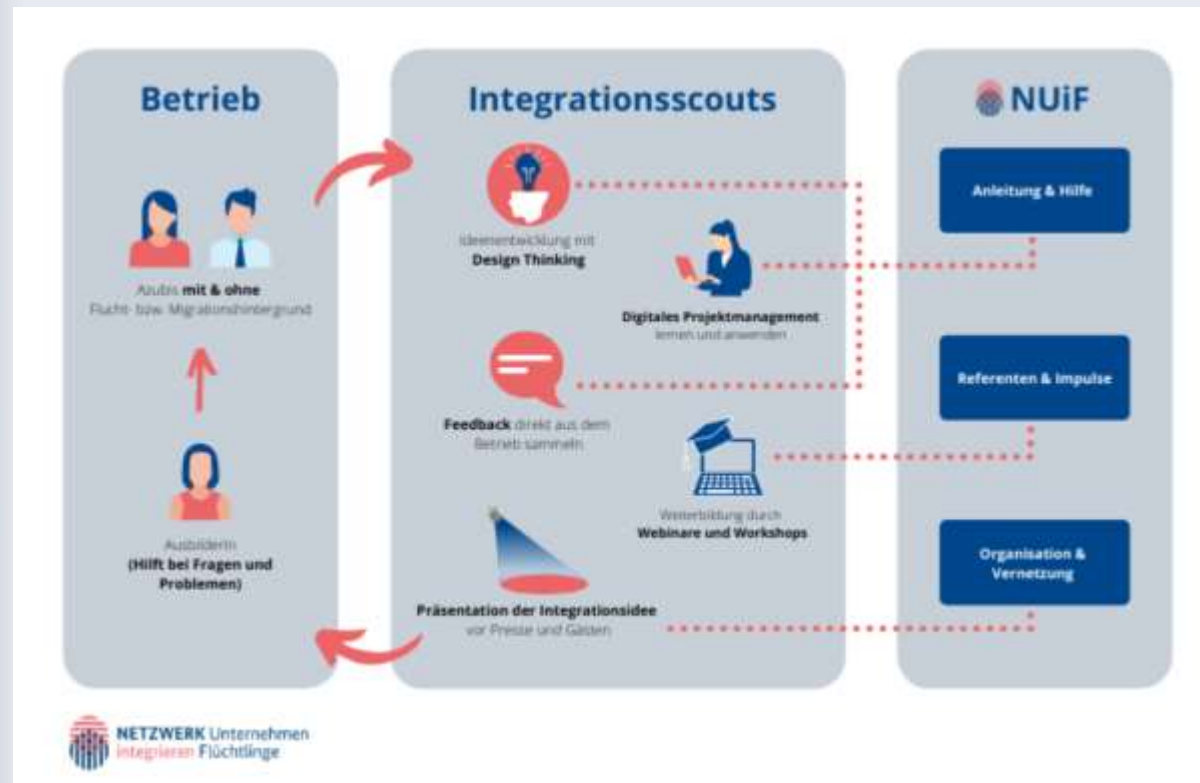 Betrieb
Azubis mit & ohne
Flucht- bzw. Migrationshintergrund
AusbilderIn
(Hilft bei Fragen und
Problemen)
Integrationsscouts
Ideenentwicklung mit
Design Thinking
Digitales Projektmanagement
lernen und anwenden
Feedback direkt aus dem
Betrieb sammeln
Weiterbildung durch
Webinare und Workshops
Präsentation der Integrationsidee
vor Presse und Gästen
NUiF
Anleitung & Hilfe
Referenten & Impulse
Organisation &
Vernetzung
NETZWERK Unternehmen
integrieren Flüchtlinge